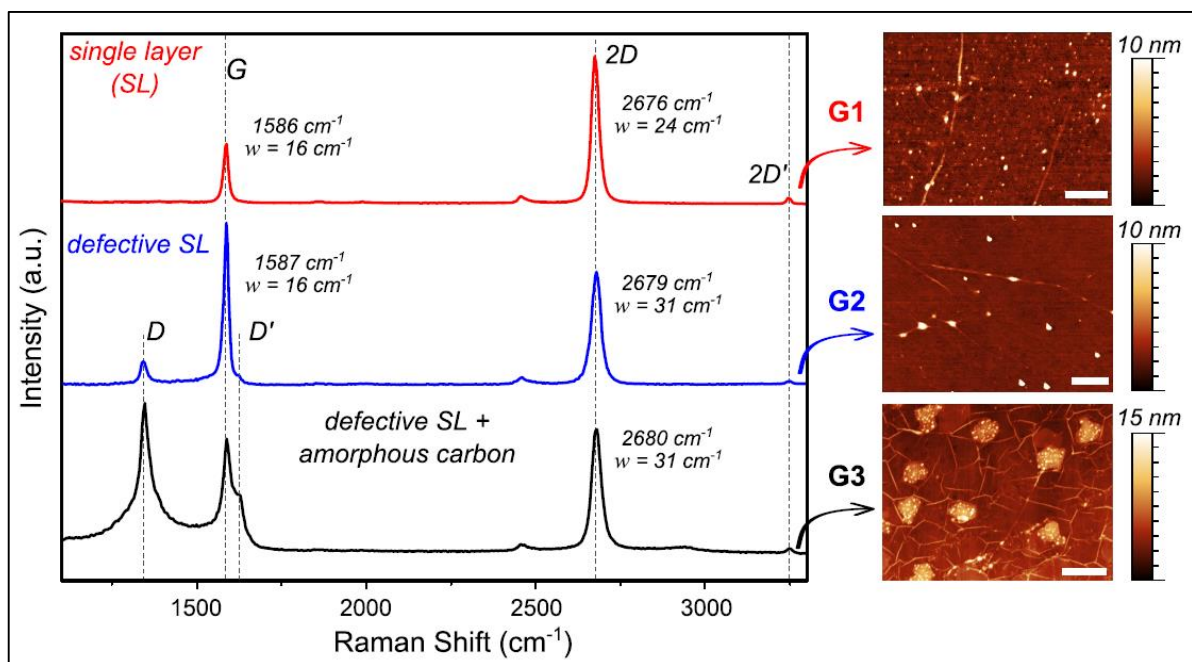 single layer
(SL)
G
1586 cm⁻¹
w = 16 cm⁻¹
2D
2676 cm⁻¹
w = 24 cm⁻¹
2D'
G1
10 nm
defective SL
D
D'
1587 cm⁻¹
w = 16 cm⁻¹
2679 cm⁻¹
w = 31 cm⁻¹
G2
10 nm
defective SL +
amorphous carbon
2680 cm⁻¹
w = 31 cm⁻¹
G3
15 nm
Intensity (a.u.)
1500 2000 2500 3000
Raman Shift (cm⁻¹)